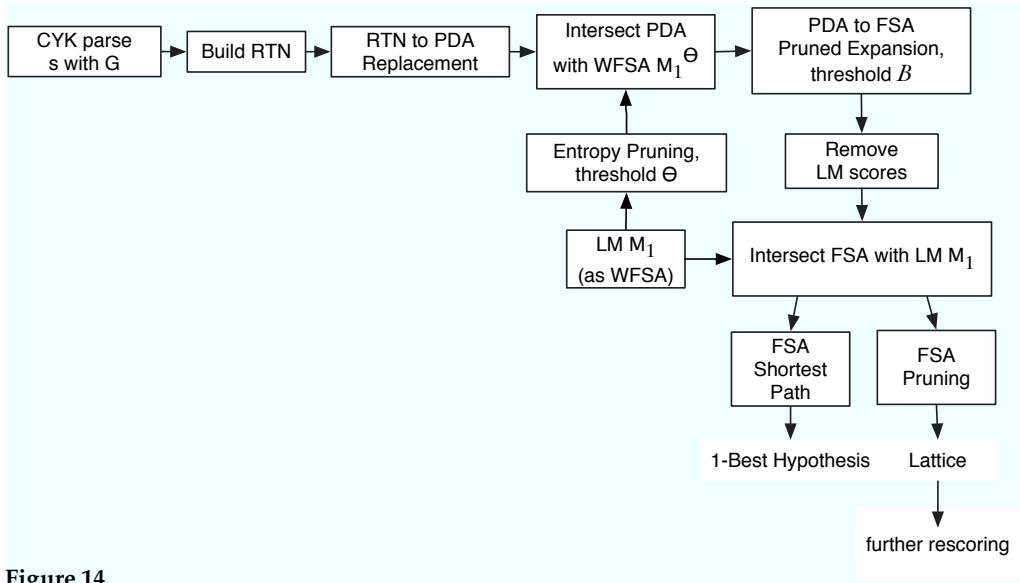 CYK parse
s with G
Build RTN
RTN to PDA
Replacement
Intersect PDA
with WFSA M1Θ
PDA to FSA
Pruned Expansion,
threshold B
Entropy Pruning,
threshold Θ
Remove
LM scores
LM M1
(as WFSA)
Intersect FSA with LM M1
FSA
Shortest
Path
FSA
Pruning
1-Best Hypothesis
Lattice
further rescoring
Figure 14